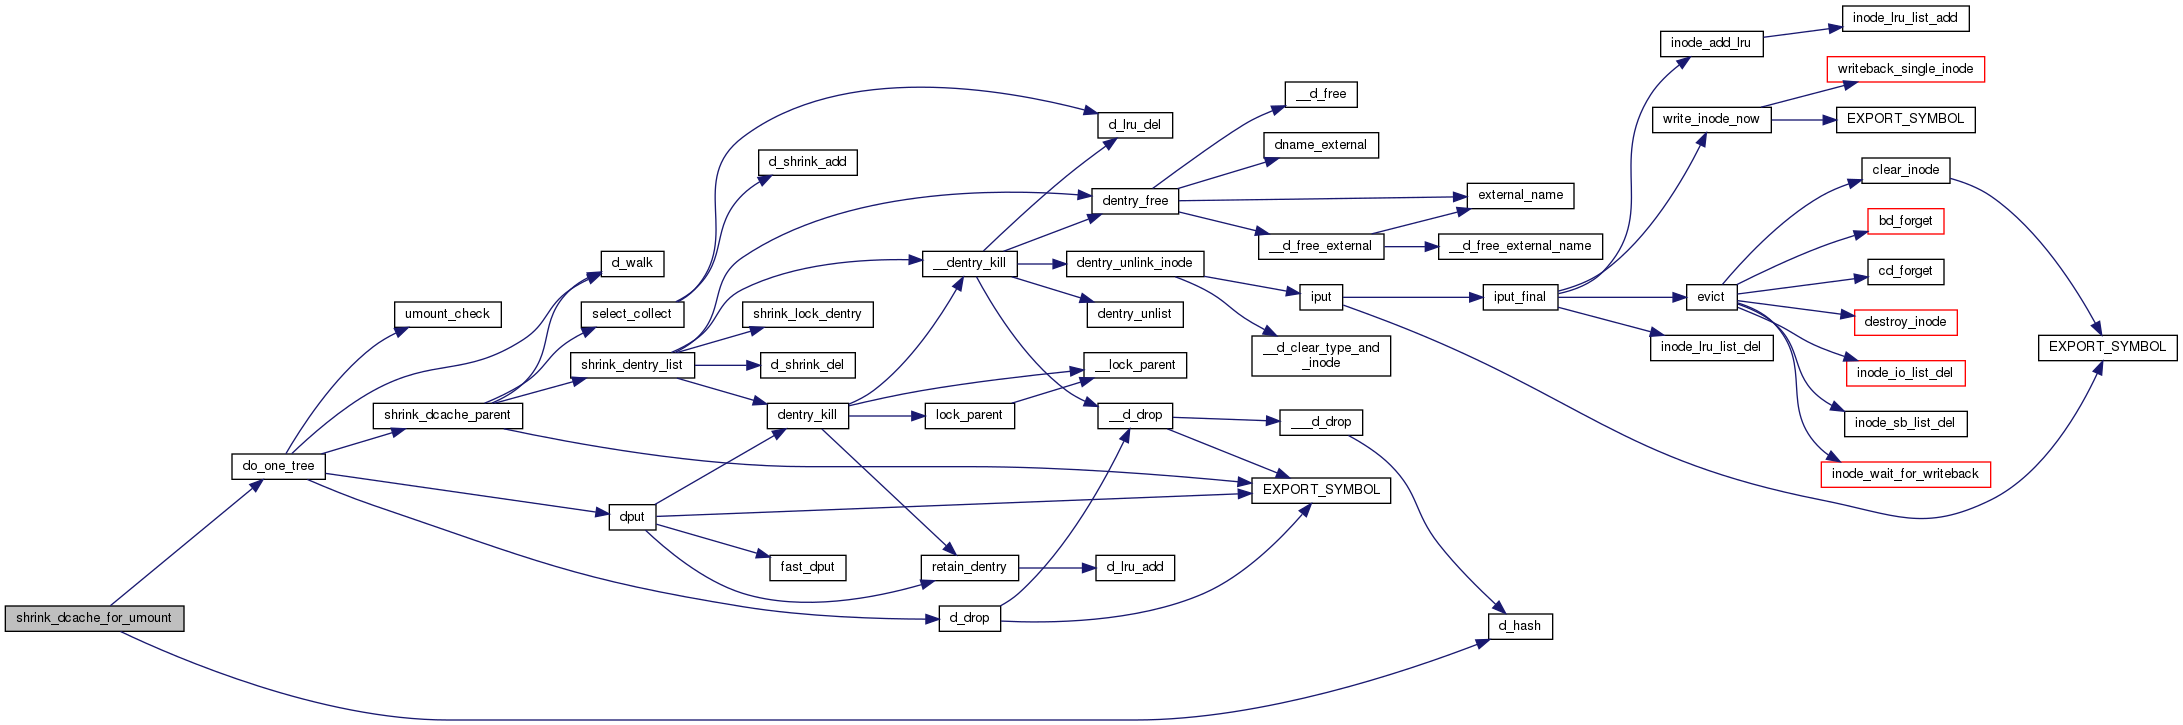 shrink_dcache_for_umount
do_one_tree
umount_check
shrink_dcache_parent
d_walk
select_collect
shrink_dentry_list
dput
d_shrink_add
shrink_lock_dentry
d_shrink_del
dentry_kill
fast_dput
__dentry_kill
lock_parent
retain_dentry
d_drop
d_lru_del
dentry_free
dentry_unlink_inode
dentry_unlist
__lock_parent
__d_drop
d_lru_add
__d_free
dname_external
__d_free_external
iput
__d_clear_type_and
_inode
___d_drop
EXPORT_SYMBOL
external_name
__d_free_external_name
iput_final
d_hash
inode_add_lru
write_inode_now
evict
inode_lru_list_del
inode_lru_list_add
writeback_single_inode
EXPORT_SYMBOL
clear_inode
bd_forget
cd_forget
destroy_inode
inode_io_list_del
inode_sb_list_del
inode_wait_for_writeback
EXPORT_SYMBOL